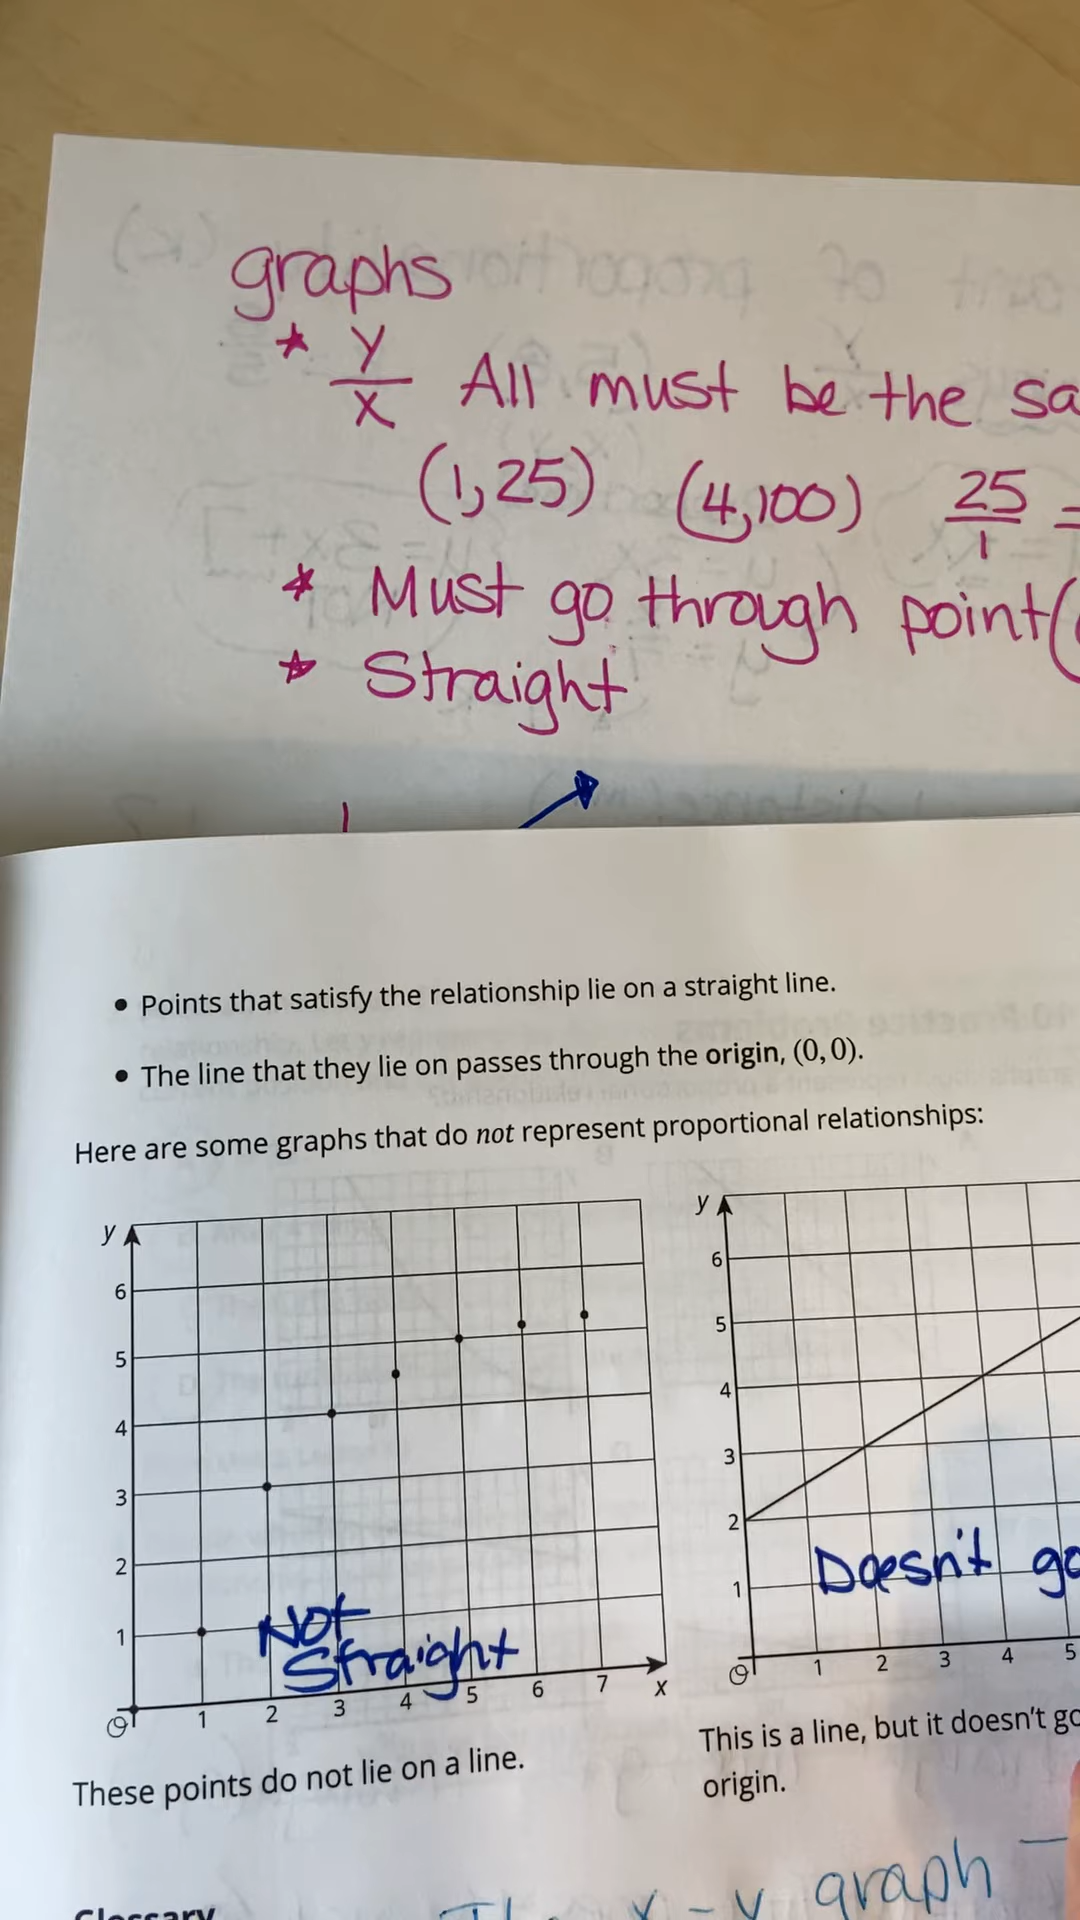 graphs
* y/x All must be the sa
(1,25) (4,100) 25/1 =
* Must go through point(
* Straight
• Points that satisfy the relationship lie on a straight line.
• The line that they lie on passes through the origin, (0, 0).
Here are some graphs that do not represent proportional relationships:
y
6
5
4
3
2
1
O
1 2 3 4 5 6 7 x
Not
Straight
These points do not lie on a line.
y
6
5
4
3
2
1
O
1 2 3 4 5
Doesn't go
This is a line, but it doesn't go
origin.
x-y graph
Glossary